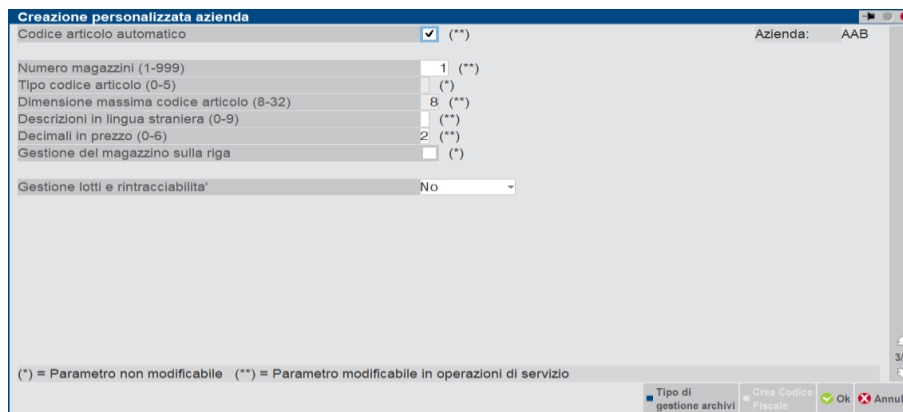 Creazione personalizzata azienda
Codice articolo automatico (**) Azienda: AAB
Numero magazzini (1-999) 1 (**)
Tipo codice articolo (0-5) (*)
Dimensione massima codice articolo (8-32) 8 (**)
Descrizioni in lingua straniera (0-9) (**)
Decimali in prezzo (0-6) 2 (**)
Gestione del magazzino sulla riga (*)
Gestione lotti e rintracciabilita' No
3/
(*) = Parametro non modificabile (**) = Parametro modificabile in operazioni di servizio
Tipo di gestione archivi
Crea Codice Fiscale
Ok
Annul